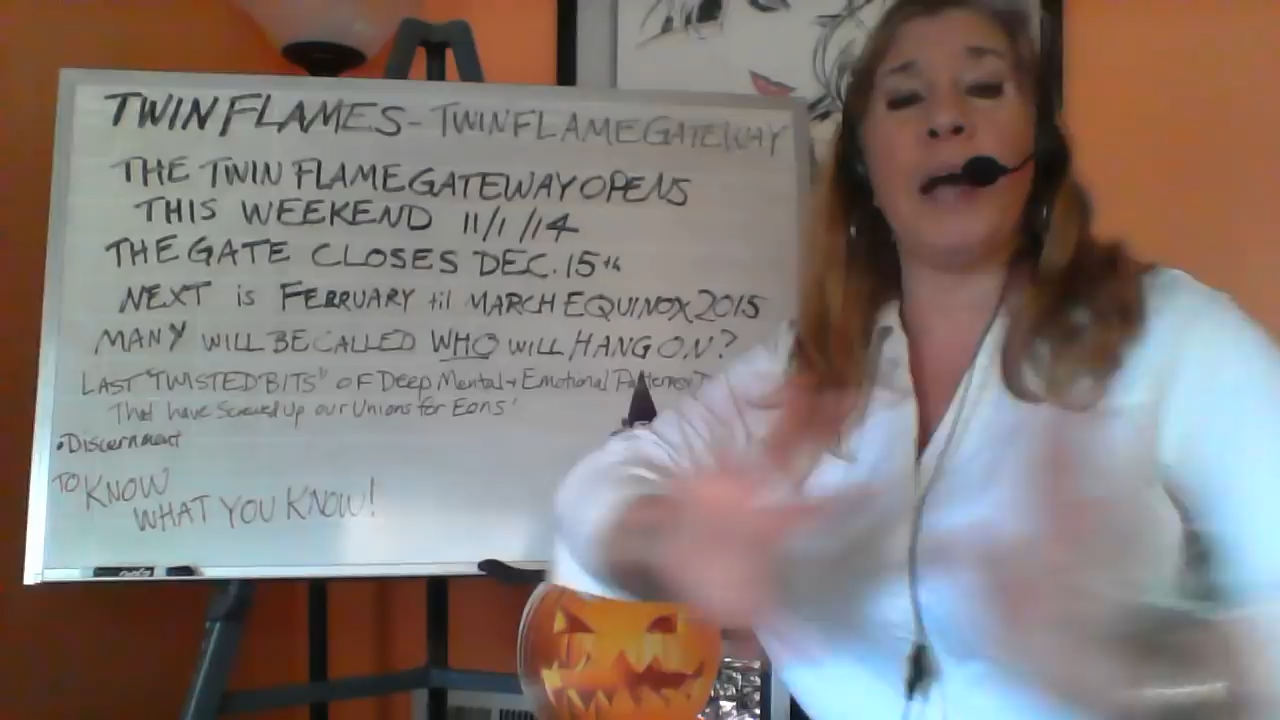 TWIN FLAMES - TWIN FLAME GATEWAY
THE TWIN FLAME GATEWAY OPENS
THIS WEEKEND 11/1/14
THE GATE CLOSES DEC. 15th
NEXT is FEBRUARY til MARCH EQUINOX 2015
MANY WILL BE CALLED WHO WILL HANG ON?
LAST "TWISTED BITS" OF Deep Mental + Emotional
That have Screwed Up our Unions for Eons'
•Discernment
TO KNOW
WHAT YOU KNOW!